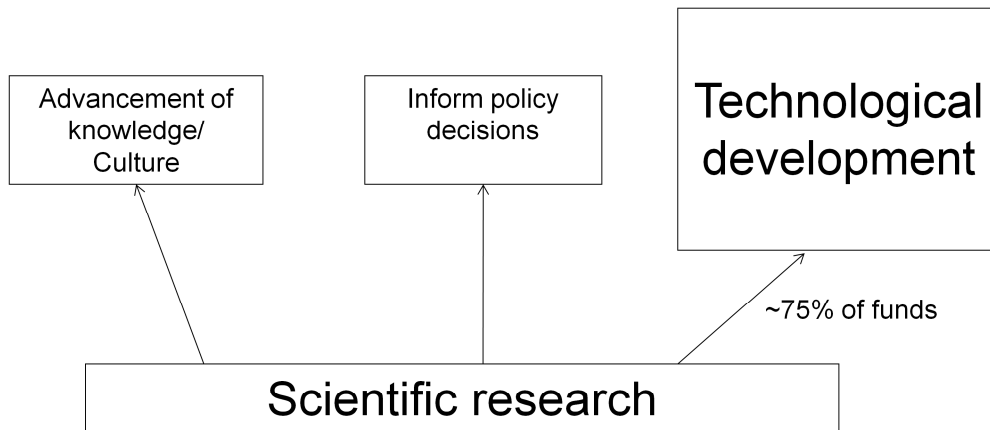 Advancement of
knowledge/
Culture
Inform policy
decisions
Technological
development
~75% of funds
Scientific research